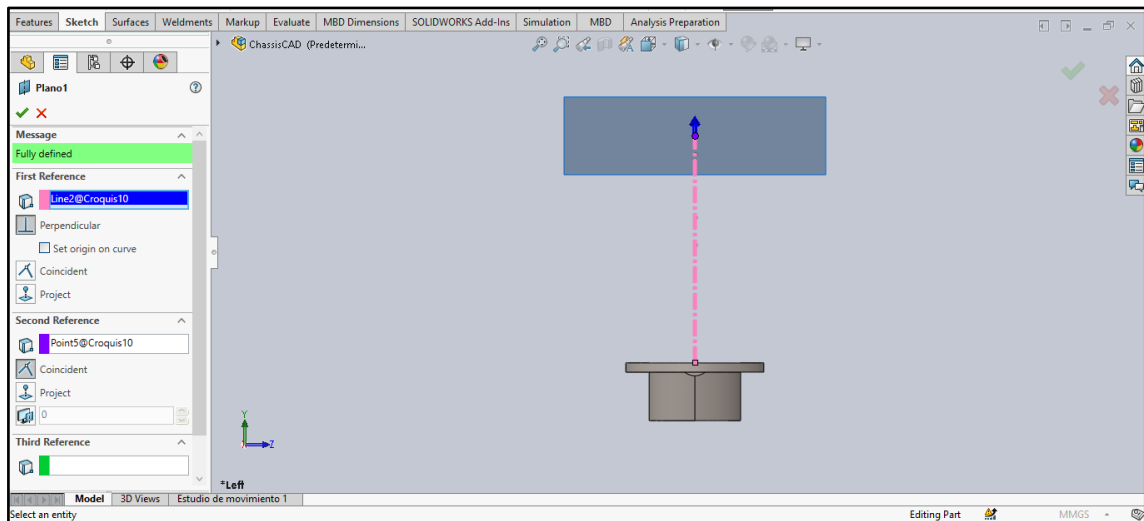 Features Sketch Surfaces Weldments Markup Evaluate MBD Dimensions SOLIDWORKS Add-Ins Simulation MBD Analysis Preparation
ChassisCAD (Predetermi...
Plano1
Message
Fully defined
First Reference
Line2@Croquis10
Perpendicular
Set origin on curve
Coincident
Project
Second Reference
Point5@Croquis10
Coincident
Project
0
Third Reference
Y
Z
*Left
Model 3D Views Estudio de movimiento 1
Select an entity Editing Part MMGS